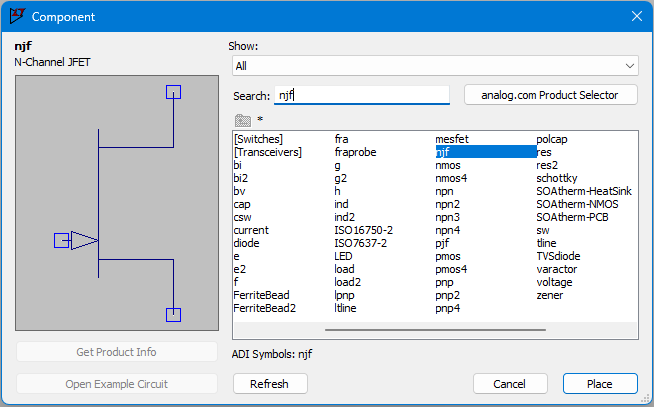 Component
njf
N-Channel JFET
Show:
All
Search: njf analog.com Product Selector
*
[Switches] fra mesfet polcap
[Transceivers] fraprobe njf res
bi g nmos res2
bi2 g2 nmos4 schottky
bv h npn SOAtherm-HeatSink
cap ind npn2 SOAtherm-NMOS
csw ind2 npn3 SOAtherm-PCB
current ISO16750-2 npn4 sw
diode ISO7637-2 pjf tline
e LED pmos TVSdiode
e2 load pmos4 varactor
f load2 pnp voltage
FerriteBead lpnp pnp2 zener
FerriteBead2 ltline pnp4
ADI Symbols: njf
Get Product Info
Open Example Circuit Refresh Cancel Place